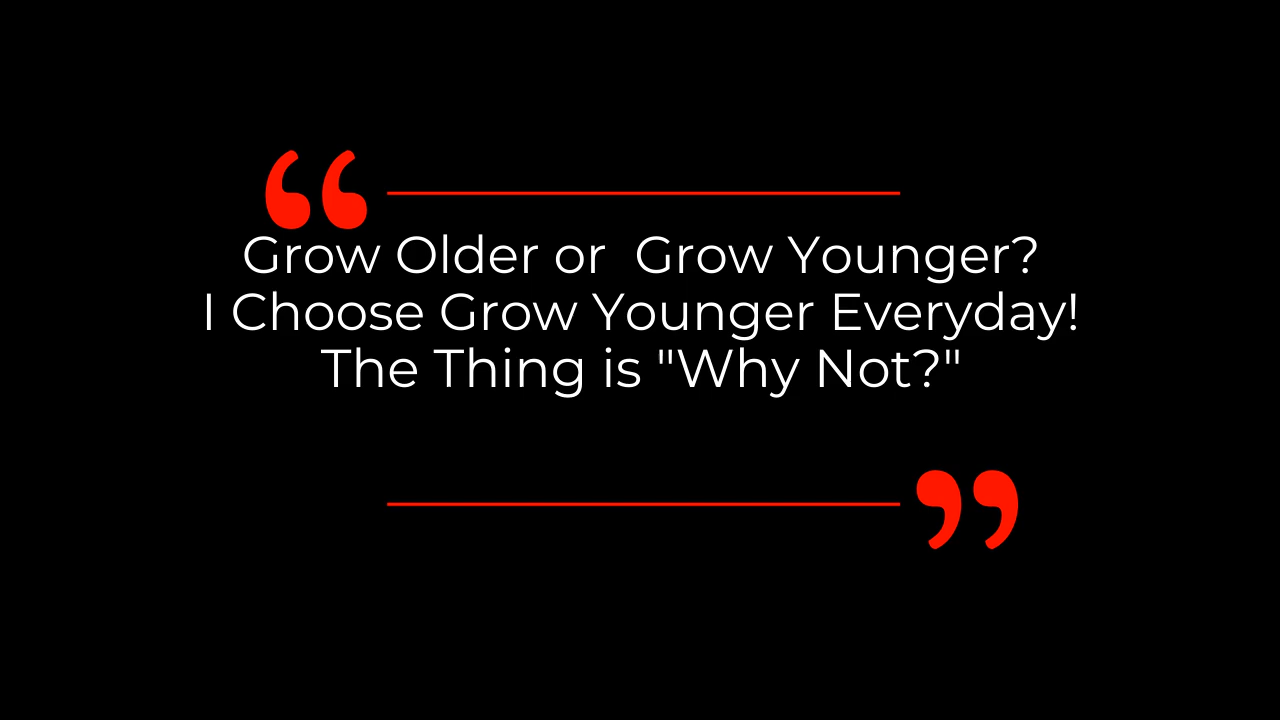 Grow Older or  Grow Younger?
I Choose Grow Younger Everyday!
The Thing is "Why Not?"